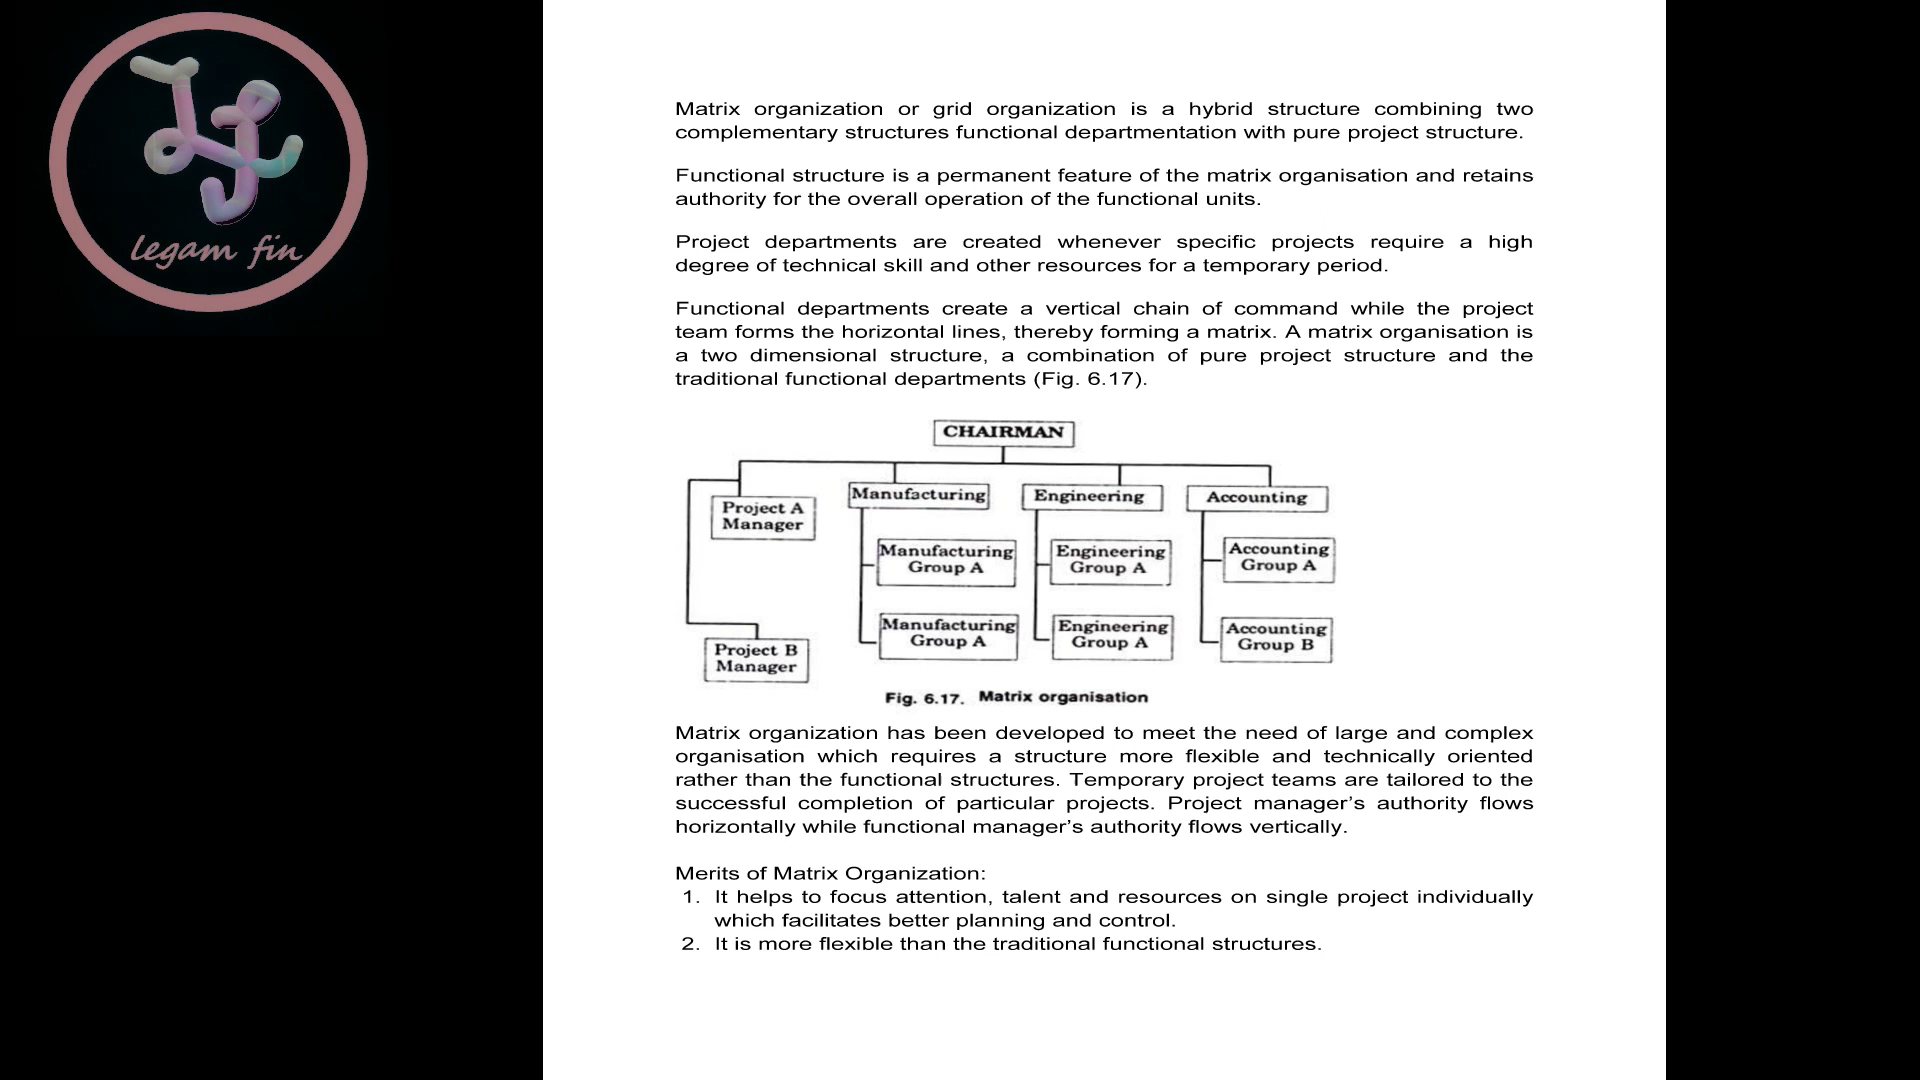 legam fin
Matrix organization or grid organization is a hybrid structure combining two
complementary structures functional departmentation with pure project structure.
Functional structure is a permanent feature of the matrix organisation and retains
authority for the overall operation of the functional units.
Project departments are created whenever specific projects require a high
degree of technical skill and other resources for a temporary period.
Functional departments create a vertical chain of command while the project
team forms the horizontal lines, thereby forming a matrix. A matrix organisation is
a two dimensional structure, a combination of pure project structure and the
traditional functional departments (Fig. 6.17).
CHAIRMAN
Project A
Manager
Manufacturing
Engineering
Accounting
Manufacturing
Group A
Engineering
Group A
Accounting
Group A
Manufacturing
Group A
Engineering
Group A
Accounting
Group B
Project B
Manager
Fig. 6.17. Matrix organisation
Matrix organization has been developed to meet the need of large and complex
organisation which requires a structure more flexible and technically oriented
rather than the functional structures. Temporary project teams are tailored to the
successful completion of particular projects. Project manager’s authority flows
horizontally while functional manager’s authority flows vertically.
Merits of Matrix Organization:
1. It helps to focus attention, talent and resources on single project individually
which facilitates better planning and control.
2. It is more flexible than the traditional functional structures.